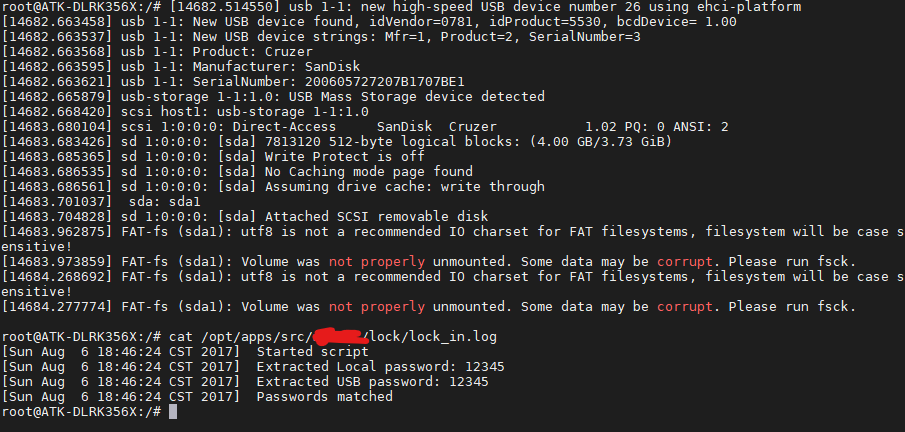 root@ATK-DLRK356X:/# [14682.514550] usb 1-1: new high-speed USB device number 26 using ehci-platform
[14682.663458] usb 1-1: New USB device found, idVendor=0781, idProduct=5530, bcdDevice= 1.00
[14682.663537] usb 1-1: New USB device strings: Mfr=1, Product=2, SerialNumber=3
[14682.663568] usb 1-1: Product: Cruzer
[14682.663595] usb 1-1: Manufacturer: SanDisk
[14682.663621] usb 1-1: SerialNumber: 200605727207B1707BE1
[14682.665879] usb-storage 1-1:1.0: USB Mass Storage device detected
[14682.668420] scsi host1: usb-storage 1-1:1.0
[14683.680104] scsi 1:0:0:0: Direct-Access     SanDisk  Cruzer           1.02 PQ: 0 ANSI: 2
[14683.683426] sd 1:0:0:0: [sda] 7813120 512-byte logical blocks: (4.00 GB/3.73 GiB)
[14683.685365] sd 1:0:0:0: [sda] Write Protect is off
[14683.686535] sd 1:0:0:0: [sda] No Caching mode page found
[14683.686561] sd 1:0:0:0: [sda] Assuming drive cache: write through
[14683.701037]  sda: sda1
[14683.704828] sd 1:0:0:0: [sda] Attached SCSI removable disk
[14683.962875] FAT-fs (sda1): utf8 is not a recommended IO charset for FAT filesystems, filesystem will be case s
ensitive!
[14683.973859] FAT-fs (sda1): Volume was not properly unmounted. Some data may be corrupt. Please run fsck.
[14684.268692] FAT-fs (sda1): utf8 is not a recommended IO charset for FAT filesystems, filesystem will be case s
ensitive!
[14684.277774] FAT-fs (sda1): Volume was not properly unmounted. Some data may be corrupt. Please run fsck.
root@ATK-DLRK356X:/# cat /opt/apps/src/ /lock/lock_in.log
[Sun Aug  6 18:46:24 CST 2017]  Started script
[Sun Aug  6 18:46:24 CST 2017]  Extracted Local password: 12345
[Sun Aug  6 18:46:24 CST 2017]  Extracted USB password: 12345
[Sun Aug  6 18:46:24 CST 2017]  Passwords matched
root@ATK-DLRK356X:/#